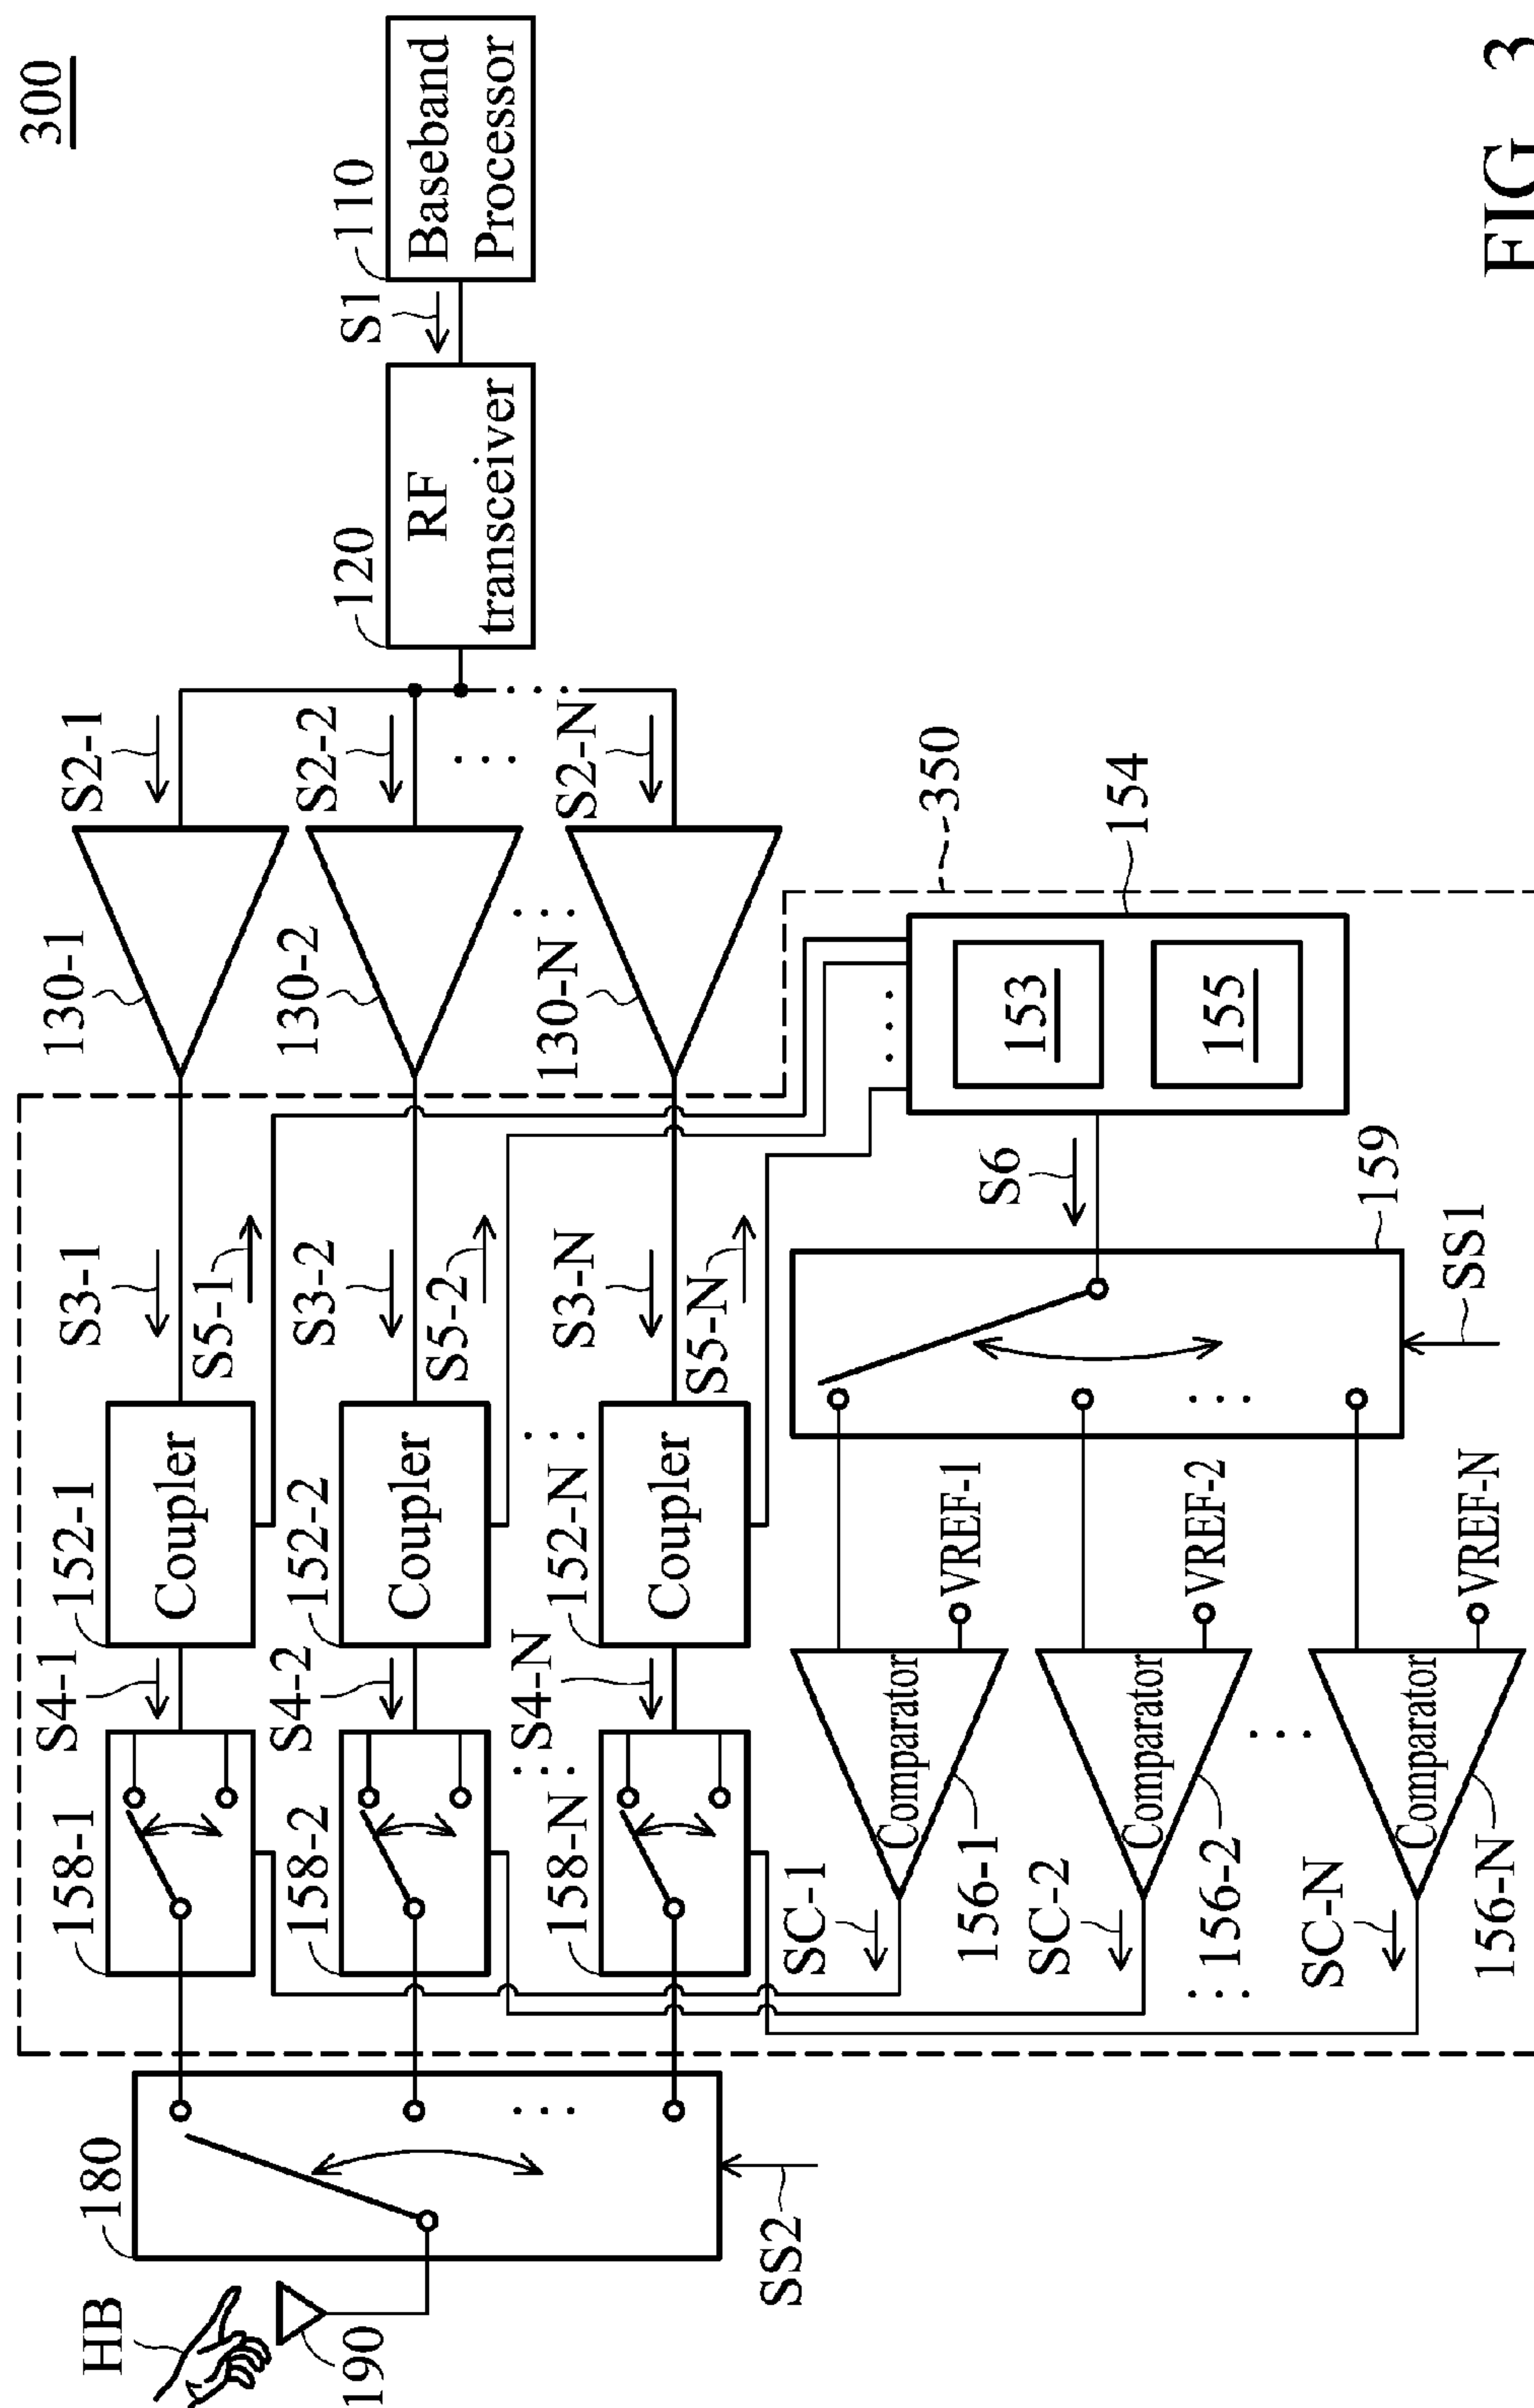 300
HB
190
180
SS2
158-1
S4-1
152-1
Coupler
S3-1
S5-1
130-1
S2-1
158-2
S4-2
152-2
Coupler
S3-2
S5-2
130-2
S2-2
120
RF
transceiver
S1
110
Baseband
Processor
158-N
S4-N
152-N
Coupler
S3-N
S5-N
130-N
S2-N
350
SC-1
Comparator
156-1
VREF-1
S6
153
155
154
SC-2
Comparator
156-2
VREF-2
159
SS1
SC-N
Comparator
156-N
VREF-N
FIG. 3